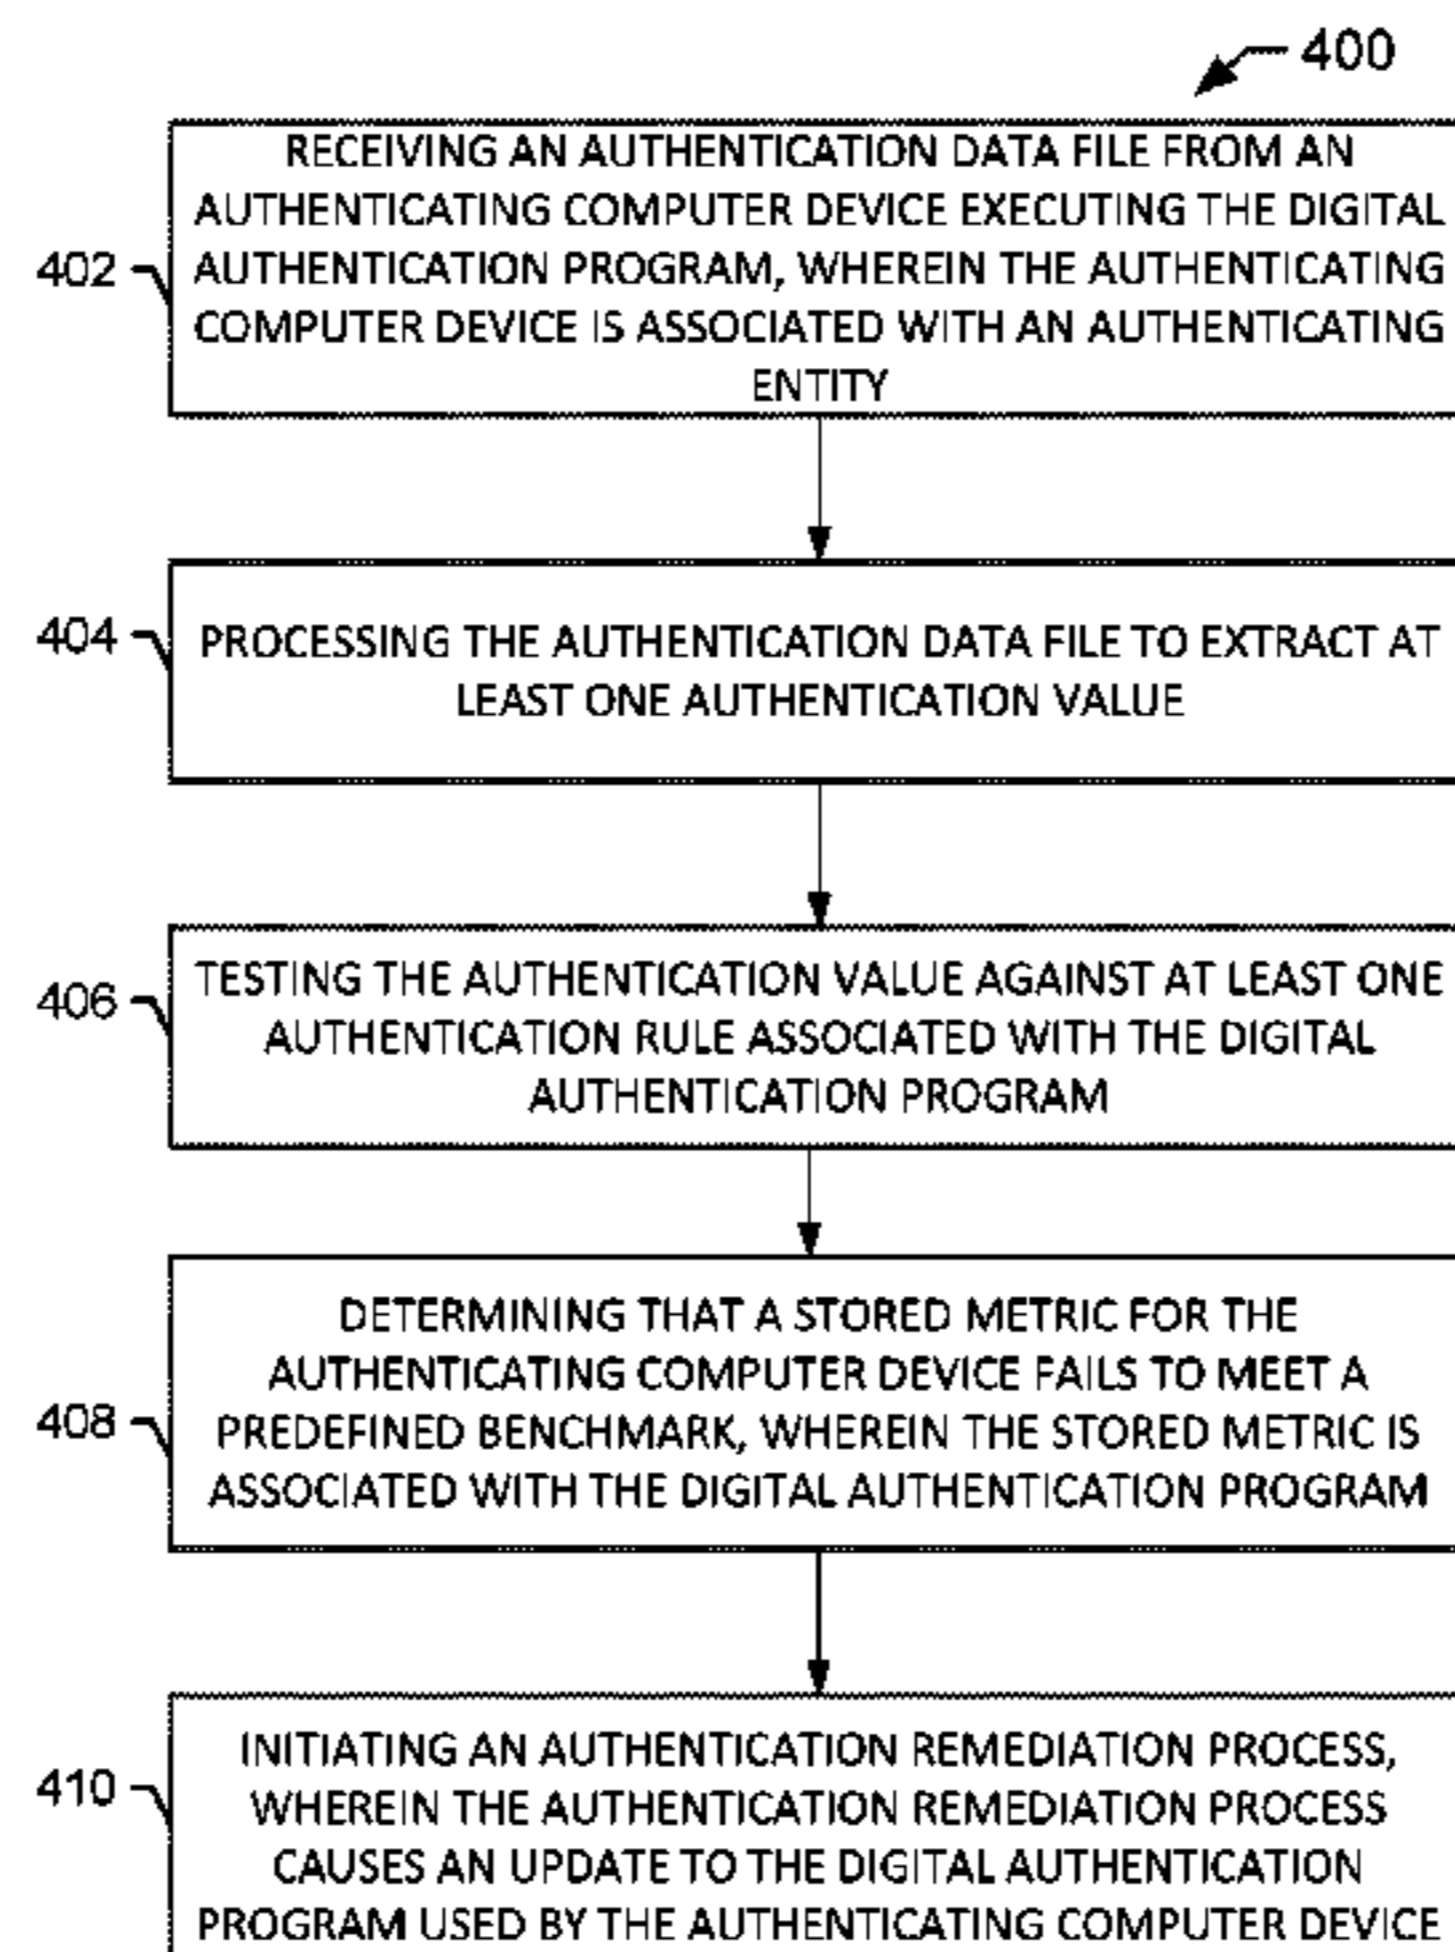 400
RECEIVING AN AUTHENTICATION DATA FILE FROM AN
AUTHENTICATING COMPUTER DEVICE EXECUTING THE DIGITAL
402
AUTHENTICATION PROGRAM, WHEREIN THE AUTHENTICATING
COMPUTER DEVICE IS ASSOCIATED WITH AN AUTHENTICATING
ENTITY
404
PROCESSING THE AUTHENTICATION DATA FILE TO EXTRACT AT
LEAST ONE AUTHENTICATION VALUE
406
TESTING THE AUTHENTICATION VALUE AGAINST AT LEAST ONE
AUTHENTICATION RULE ASSOCIATED WITH THE DIGITAL
AUTHENTICATION PROGRAM
DETERMINING THAT A STORED METRIC FOR THE
AUTHENTICATING COMPUTER DEVICE FAILS TO MEET A
408
PREDEFINED BENCHMARK, WHEREIN THE STORED METRIC IS
ASSOCIATED WITH THE DIGITAL AUTHENTICATION PROGRAM
INITIATING AN AUTHENTICATION REMEDIATION PROCESS,
410
WHEREIN THE AUTHENTICATION REMEDIATION PROCESS
CAUSES AN UPDATE TO THE DIGITAL AUTHENTICATION
PROGRAM USED BY THE AUTHENTICATING COMPUTER DEVICE